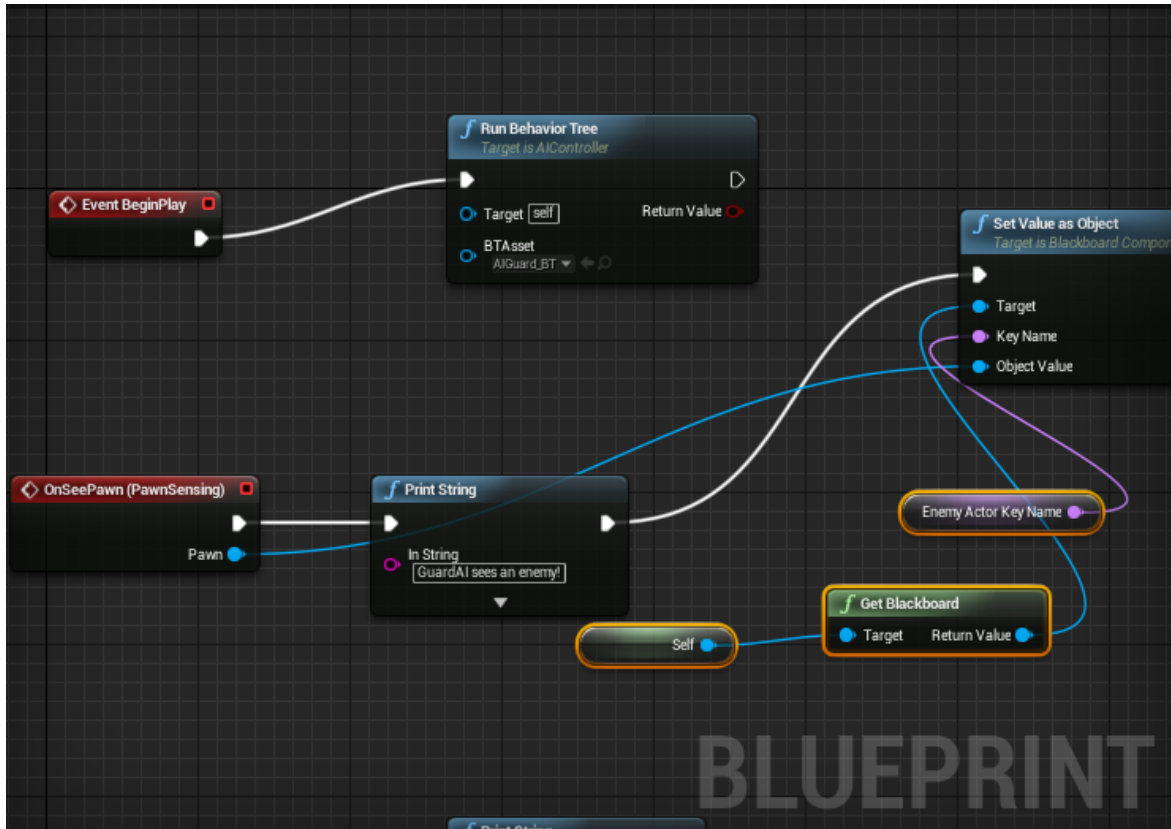 Run Behavior Tree
Target is AIController
Event BeginPlay
Target self
Return Value
BTAsset
AIGuard_BT
Set Value as Object
Target is Blackboard Compon
Target
Key Name
Object Value
OnSeePawn (PawnSensing)
Pawn
Print String
In String
GuardAI sees an enemy!
Enemy Actor Key Name
Get Blackboard
Self
Target Return Value
BLUEPRINT
Print String